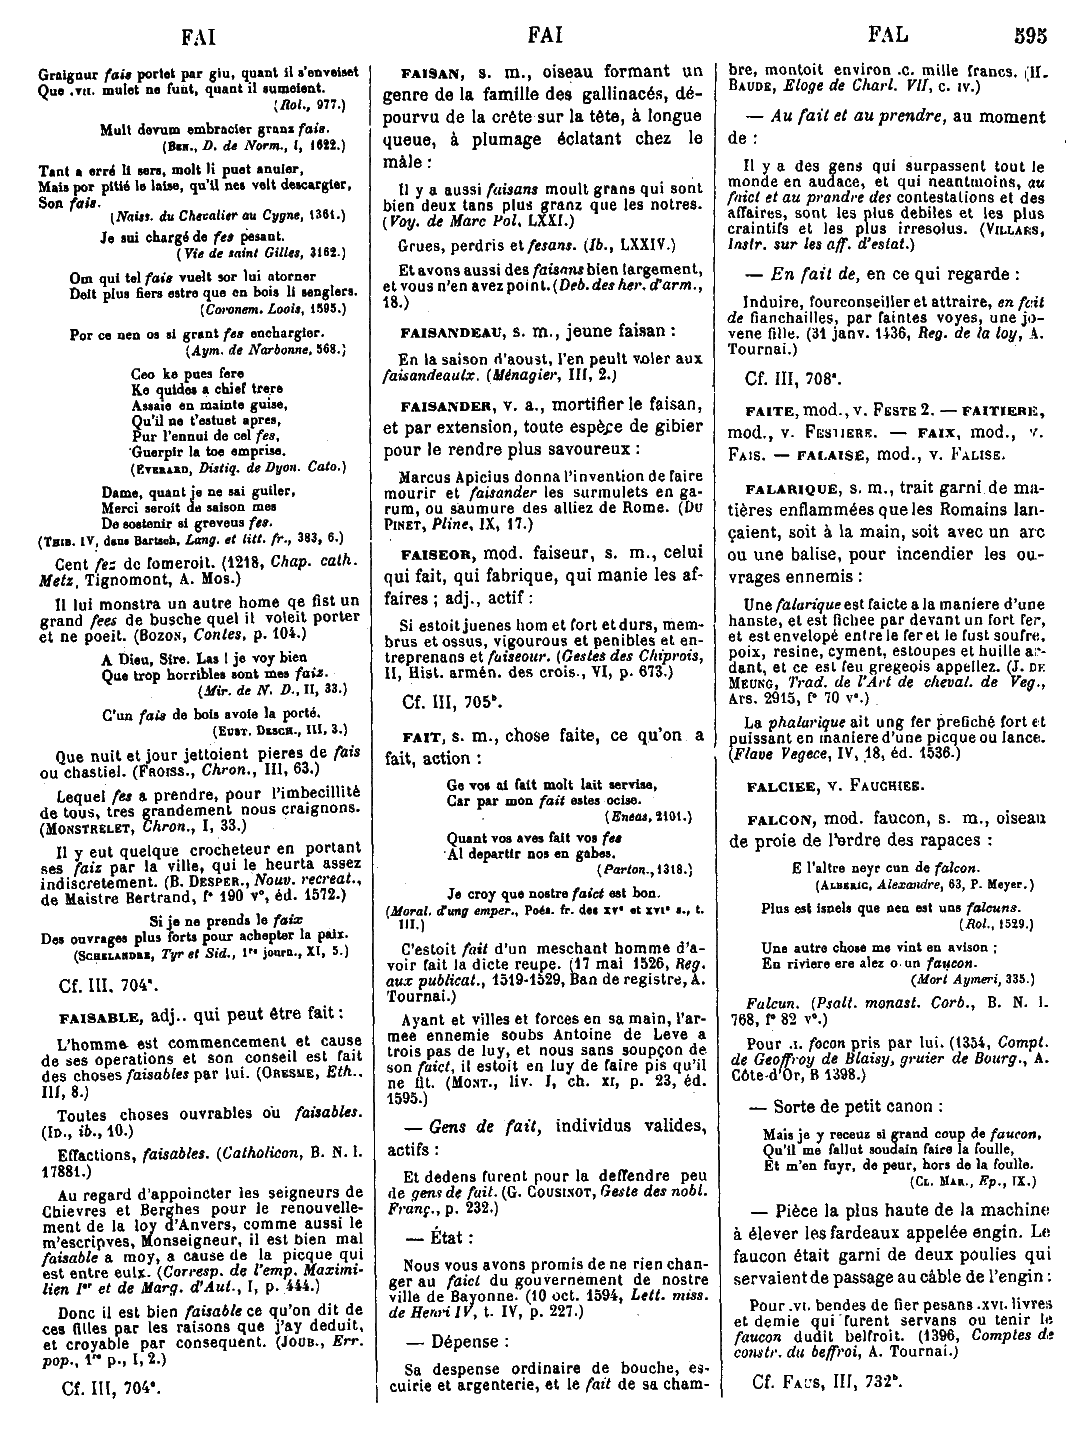 FAI
FAI
FAL
595
Graignur fais portet par giu, quant il s'enveiset
Que .VII. mulet ne funt, quant il sumeient.
(Rol., 977.)
Mult devum embracier granz fais.
(BEN., D. de Norm., I, 1622.)
Tant a erré li sers, molt li puet anuier,
Mais por pitié le laise, qu'il nes velt descargier,
Son fais.
(Naiss. du Chevalier au Cygne, 1361.)
Je sui chargé de fes pesant.
(Vie de saint Gilles, 3162.)
Om qui tel fais vuelt sor lui atorner
Deit plus fiers estre que en bois li senglers.
(Coronem. Loois, 1595.)
Por ce nen os si grant fes enchargier.
(Aym. de Narbonne, 568.)
Ceo ke pues fere
Ke quides a chief trere
Assaie en mainte guise,
Qu'il ne t'estuet apres,
Pur l'ennui de cel fes,
Guerpir la toe emprise.
(EVERARD, Distiq. de Dyon. Cato.)
Dame, quant je ne sai guiler,
Merci seroit de saison mes
De sostenir si greveus fes.
(THIB. IV, dans Bartsch, Lang. et litt. fr., 383, 6.)
Cent fez de fomeroit. (1218, Chap. cath.
Metz, Tignomont, A. Mos.)
Il lui monstra un autre home qe fist un
grand fees de busche quel il voleit porter
et ne poeit. (BOZON, Contes, p. 104.)
A Dieu, Sire. Las ! je voy bien
Que trop horribles sont mes faiz.
(Mir. de N. D., II, 33.)
C'un fais de bois avoie la porté.
(EUST. DESCH., III, 3.)
Que nuit et jour jettoient pieres de fais
ou chastiel. (FROISS., Chron., III, 63.)
Lequel fes a prendre, pour l'imbecillité
de tous, tres grandement nous craignons.
(MONSTRELET, Chron., I, 33.)
Il y eut quelque crocheteur en portant
ses faiz par la ville, qui le heurta assez
indiscretement. (B. DESPER., Nouv. recreat.,
de Maistre Bertrand, f° 190 v°, éd. 1572.)
Si je ne prends le faix
Des ouvrages plus forts pour achepter la paix.
(SCHELANDRE, Tyr et Sid., 1re journ., XI, 5.)
Cf. III, 704a.
FAISABLE, adj.. qui peut être fait :
L'homme est commencement et cause
de ses operations et son conseil est fait
des choses faisables par lui. (ORESME, Eth..
III, 8.)
Toutes choses ouvrables ou faisables.
(ID., ib., 10.)
Effactions, faisables. (Catholicon, B. N. l.
17881.)
Au regard d'appoincter les seigneurs de
Chievres et Berghes pour le renouvelle-
ment de la loy d'Anvers, comme aussi le
m'escripves, Monseigneur, il est bien mal
faisable a moy, a cause de la picque qui
est entre eulx. (Corresp. de l'emp. Maximi-
lien Ier et de Marg. d'Aut., I, p. 444.)
Donc il est bien faisable ce qu'on dit de
ces filles par les raisons que j'ay deduit,
et croyable par consequent. (JOUB., Err.
pop., 1re p., I, 2.)
Cf. III, 704a.
FAISAN, s. m., oiseau formant un
genre de la famille des gallinacés, dé-
pourvu de la crête sur la tête, à longue
queue, à plumage éclatant chez le
mâle :
Il y a aussi faisans moult grans qui sont
bien deux tans plus granz que les notres.
(Voy. de Marc Pol, LXXI.)
Grues, perdris et fesans. (Ib., LXXIV.)
Et avons aussi des faisans bien largement,
et vous n'en avez point. (Deb. des her. d'arm.,
18.)
FAISANDEAU, s. m., jeune faisan :
En la saison d'aoust, l'en peult voler aux
faisandeaulx. (Ménagier, III, 2.)
FAISANDER, v. a., mortifier le faisan,
et par extension, toute espèce de gibier
pour le rendre plus savoureux :
Marcus Apicius donna l'invention de faire
mourir et faisander les surmulets en ga-
rum, ou saumure des alliez de Rome. (DU
PINET, Pline, IX, 17.)
FAISEOR, mod. faiseur, s. m., celui
qui fait, qui fabrique, qui manie les af-
faires ; adj., actif :
Si estoit juenes hom et fort et durs, mem-
brus et ossus, vigourous et penibles et en-
treprenans et faiseour. (Gestes des Chiprois,
II, Hist. armén. des crois., VI, p. 673.)
Cf. III, 705b.
FAIT, s. m., chose faite, ce qu'on a
fait, action :
Ge vos ai fait molt lait servise,
Car par mon fait estes ocise.
(Eneas, 2101.)
Quant vos aves fait vos fes
Al departir nos en gabes.
(Parton., 1318.)
Je croy que nostre faict est bon.
(Moral. d'ung emper., Poés. fr. des XVe et XVIe s., t.
III.)
C'estoit fait d'un meschant homme d'a-
voir fait la dicte reupe. (17 mai 1526, Reg.
aux publicat., 1519-1529, Ban de registre, A.
Tournai.)
Ayant et villes et forces en sa main, l'ar-
mee ennemie soubs Antoine de Leve a
trois pas de luy, et nous sans soupçon de
son faict, il estoit en luy de faire pis qu'il
ne fit. (MONT., liv. I, ch. XI, p. 23, éd.
1595.)
— Gens de fait, individus valides,
actifs :
Et dedens furent pour la deffendre peu
de gens de fait. (G. COUSINOT, Geste des nobl.
Franç., p. 232.)
— État :
Nous vous avons promis de ne rien chan-
ger au faict du gouvernement de nostre
ville de Bayonne. (10 oct. 1594, Lett. miss.
de Henri IV, t. IV, p. 227.)
— Dépense :
Sa despense ordinaire de bouche, es-
cuirie et argenterie, et le fait de sa cham-
bre, montoit environ .C. mille francs. (H.
BAUDE, Eloge de Charl. VII, c. IV.)
— Au fait et au prendre, au moment
de :
Il y a des gens qui surpassent tout le
monde en audace, et qui neantmoins, au
faict et au prandre des contestations et des
affaires, sont les plus debiles et les plus
craintifs et les plus irresolus. (VILLARS,
Instr. sur les aff. d'estat.)
— En fait de, en ce qui regarde :
Induire, fourconseiller et attraire, en fait
de fianchailles, par faintes voyes, une jo-
vene fille. (31 janv. 1436, Reg. de la loy, A.
Tournai.)
Cf. III, 708a.
FAITE, mod., v. FESTE 2. — FAITIERE,
mod., v. FESTIERE. — FAIX, mod., v.
FAIS. — FALAISE, mod., v. FALISE.
FALARIQUE, s. m., trait garni de ma-
tières enflammées que les Romains lan-
çaient, soit à la main, soit avec un arc
ou une balise, pour incendier les ou-
vrages ennemis :
Une falarique est faicte a la maniere d'une
hanste, et est fichee par devant un fort fer,
et est envelopé entre le fer et le fust soufre,
poix, resine, cyment, estoupes et huille ar-
dant, et ce est feu gregeois appellez. (J. DE
MEUNG, Trad. de l'Art de cheval. de Veg.,
Ars. 2915, f° 70 v°.)
La phalarique ait ung fer prefiché fort et
puissant en maniere d'une picque ou lance.
(Flave Vegece, IV, 18, éd. 1536.)
FALCIEE, v. FAUCHIEE.
FALCON, mod. faucon, s. m., oiseau
de proie de l'ordre des rapaces :
E l'altre neyr cun de falcon.
(ALBERIC, Alexandre, 63, P. Meyer.)
Plus est isnels que nen est uns falcuns.
(Rol., 1529.)
Une autre chose me vint en avison ;
En riviere ere alez o un faucon.
(Mort Aymeri, 335.)
Falcun. (Psalt. monast. Corb., B. N. l.
768, f° 82 v°.)
Pour .I. focon pris par lui. (1354, Compt.
de Geoffroy de Blaisy, gruier de Bourg., A.
Côte-d'Or, B 1398.)
— Sorte de petit canon :
Mais je y receuz si grand coup de faucon,
Qu'il me fallut soudain faire la foulle,
Et m'en fuyr, de peur, hors de la foulle.
(CL. MAR., Ep., IX.)
— Pièce la plus haute de la machine
à élever les fardeaux appelée engin. Le
faucon était garni de deux poulies qui
servaient de passage au câble de l'engin :
Pour .VI. bendes de fier pesans .XVI. livres
et demie qui furent servans ou tenir le
faucon dudit belfroit. (1396, Comptes de
constr. du beffroi, A. Tournai.)
Cf. FAUS, III, 732b.